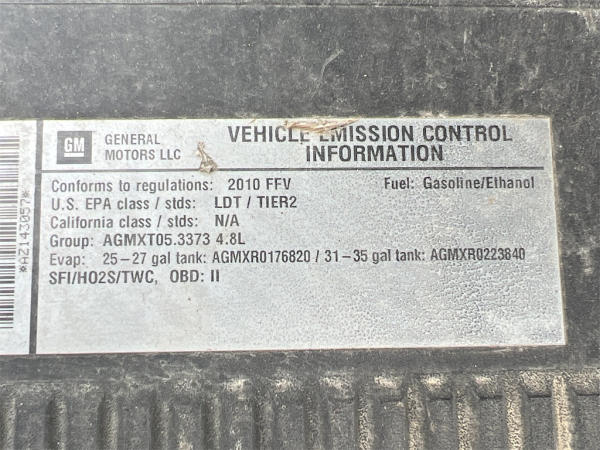 GM GENERAL MOTORS LLC
VEHICLE EMISSION CONTROL
INFORMATION
Conforms to regulations: 2010 FFV Fuel: Gasoline/Ethanol
U.S. EPA class / stds: LDT / TIER2
California class / stds: N/A
Group: AGMXT05.3373 4.8L
Evap: 25-27 gal tank: AGMXR0176820 / 31-35 gal tank: AGMXR0223840
SFI/HO2S/TWC, OBD: II
*A2143057*